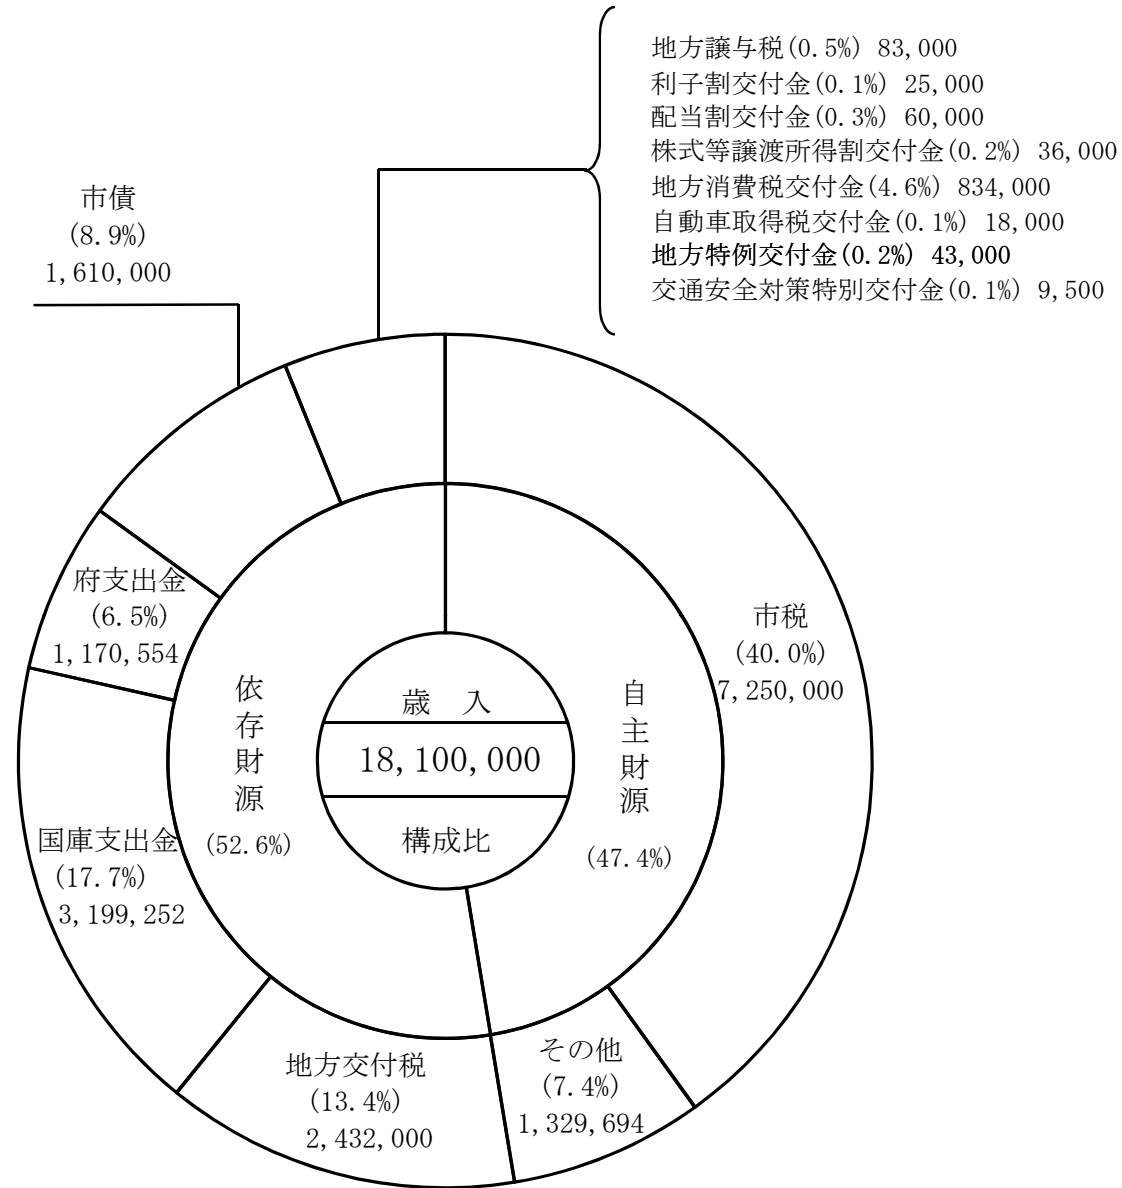 地方譲与税(0.5%) 83,000
利子割交付金(0.1%) 25,000
配当割交付金(0.3%) 60,000
株式等譲渡所得割交付金(0.2%) 36,000
地方消費税交付金(4.6%) 834,000
自動車取得税交付金(0.1%) 18,000
地方特例交付金(0.2%) 43,000
交通安全対策特別交付金(0.1%) 9,500
市債
(8.9%)
1,610,000
府支出金
(6.5%)
1,170,554
市税
(40.0%)
7,250,000
依存財源
(52.6%)
歳 入
18,100,000
構成比
自主財源
(47.4%)
国庫支出金
(17.7%)
3,199,252
地方交付税
(13.4%)
2,432,000
その他
(7.4%)
1,329,694